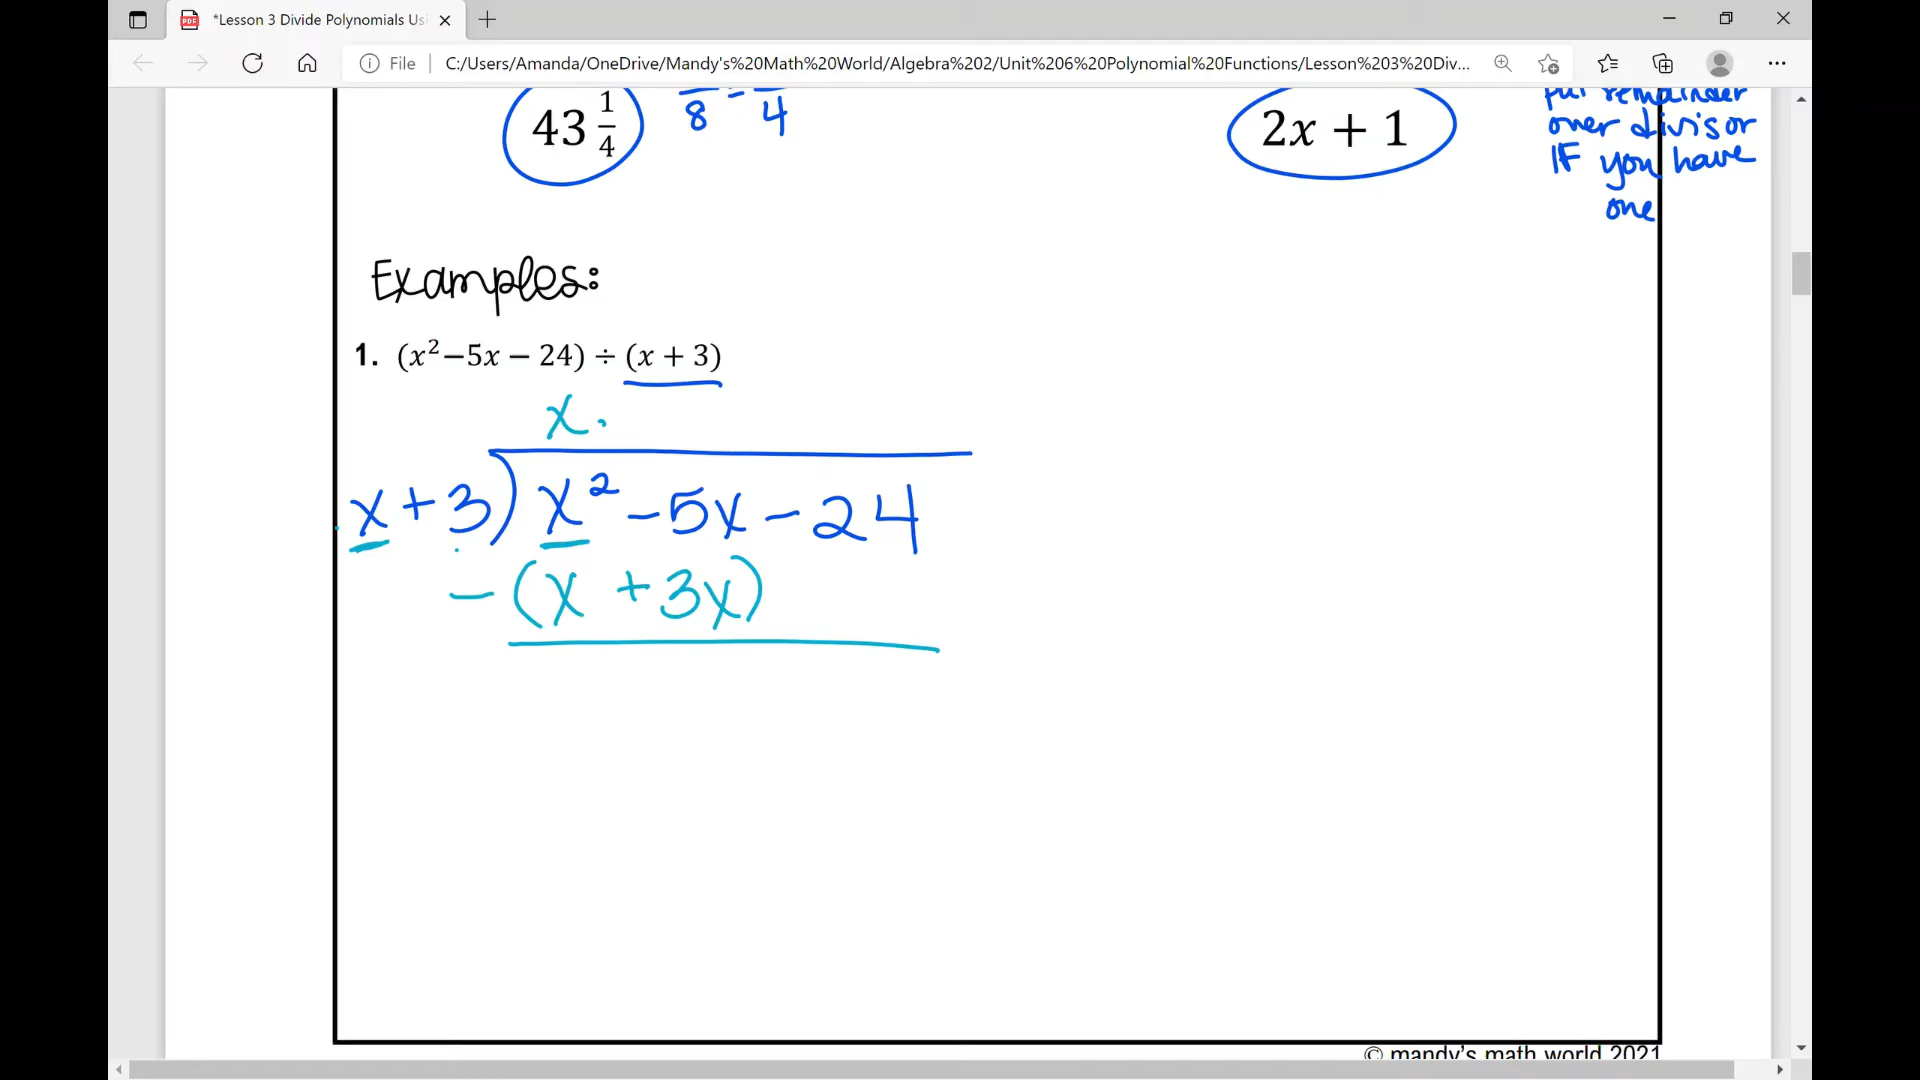 *Lesson 3 Divide Polynomials Us
File C:/Users/Amanda/OneDrive/Mandy's%20Math%20World/Algebra%202/Unit%206%20Polynomial%20Functions/Lesson%203%20Div...
43 1/4
8 = 4
2x + 1
put remainder
over divisor
IF you have
one
Examples:
1. (x²−5x − 24) ÷ (x + 3)
x
x + 3) x² − 5x − 24
− (x + 3x)
© mandy's math world 2021